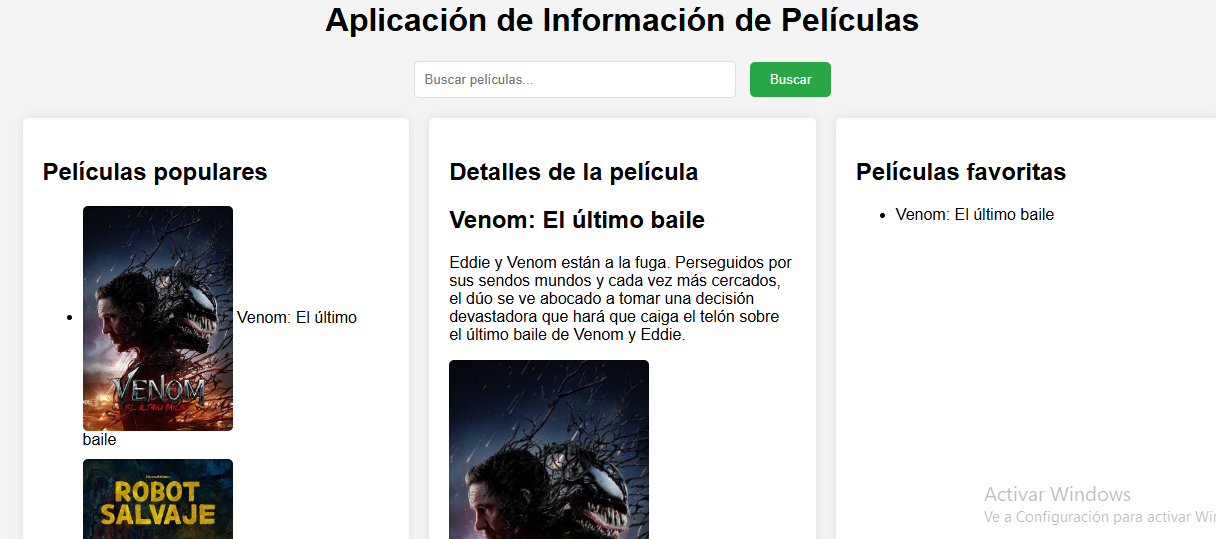 Aplicación de Información de Películas
Buscar películas...
Buscar
Películas populares
VENOM
EL ÚLTIMO BAILE
Venom: El último
baile
ROBOT
SALVAJE
Detalles de la película
Venom: El último baile
Eddie y Venom están a la fuga. Perseguidos por
sus sendos mundos y cada vez más cercados,
el dúo se ve abocado a tomar una decisión
devastadora que hará que caiga el telón sobre
el último baile de Venom y Eddie.
Películas favoritas
Venom: El último baile
Activar Windows
Ve a Configuración para activar Win